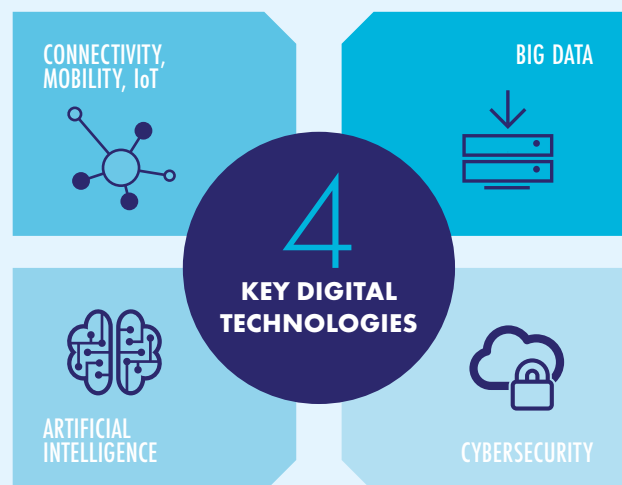 CONNECTIVITY,
MOBILITY, IoT
BIG DATA
4
KEY DIGITAL
TECHNOLOGIES
ARTIFICIAL
INTELLIGENCE
CYBERSECURITY